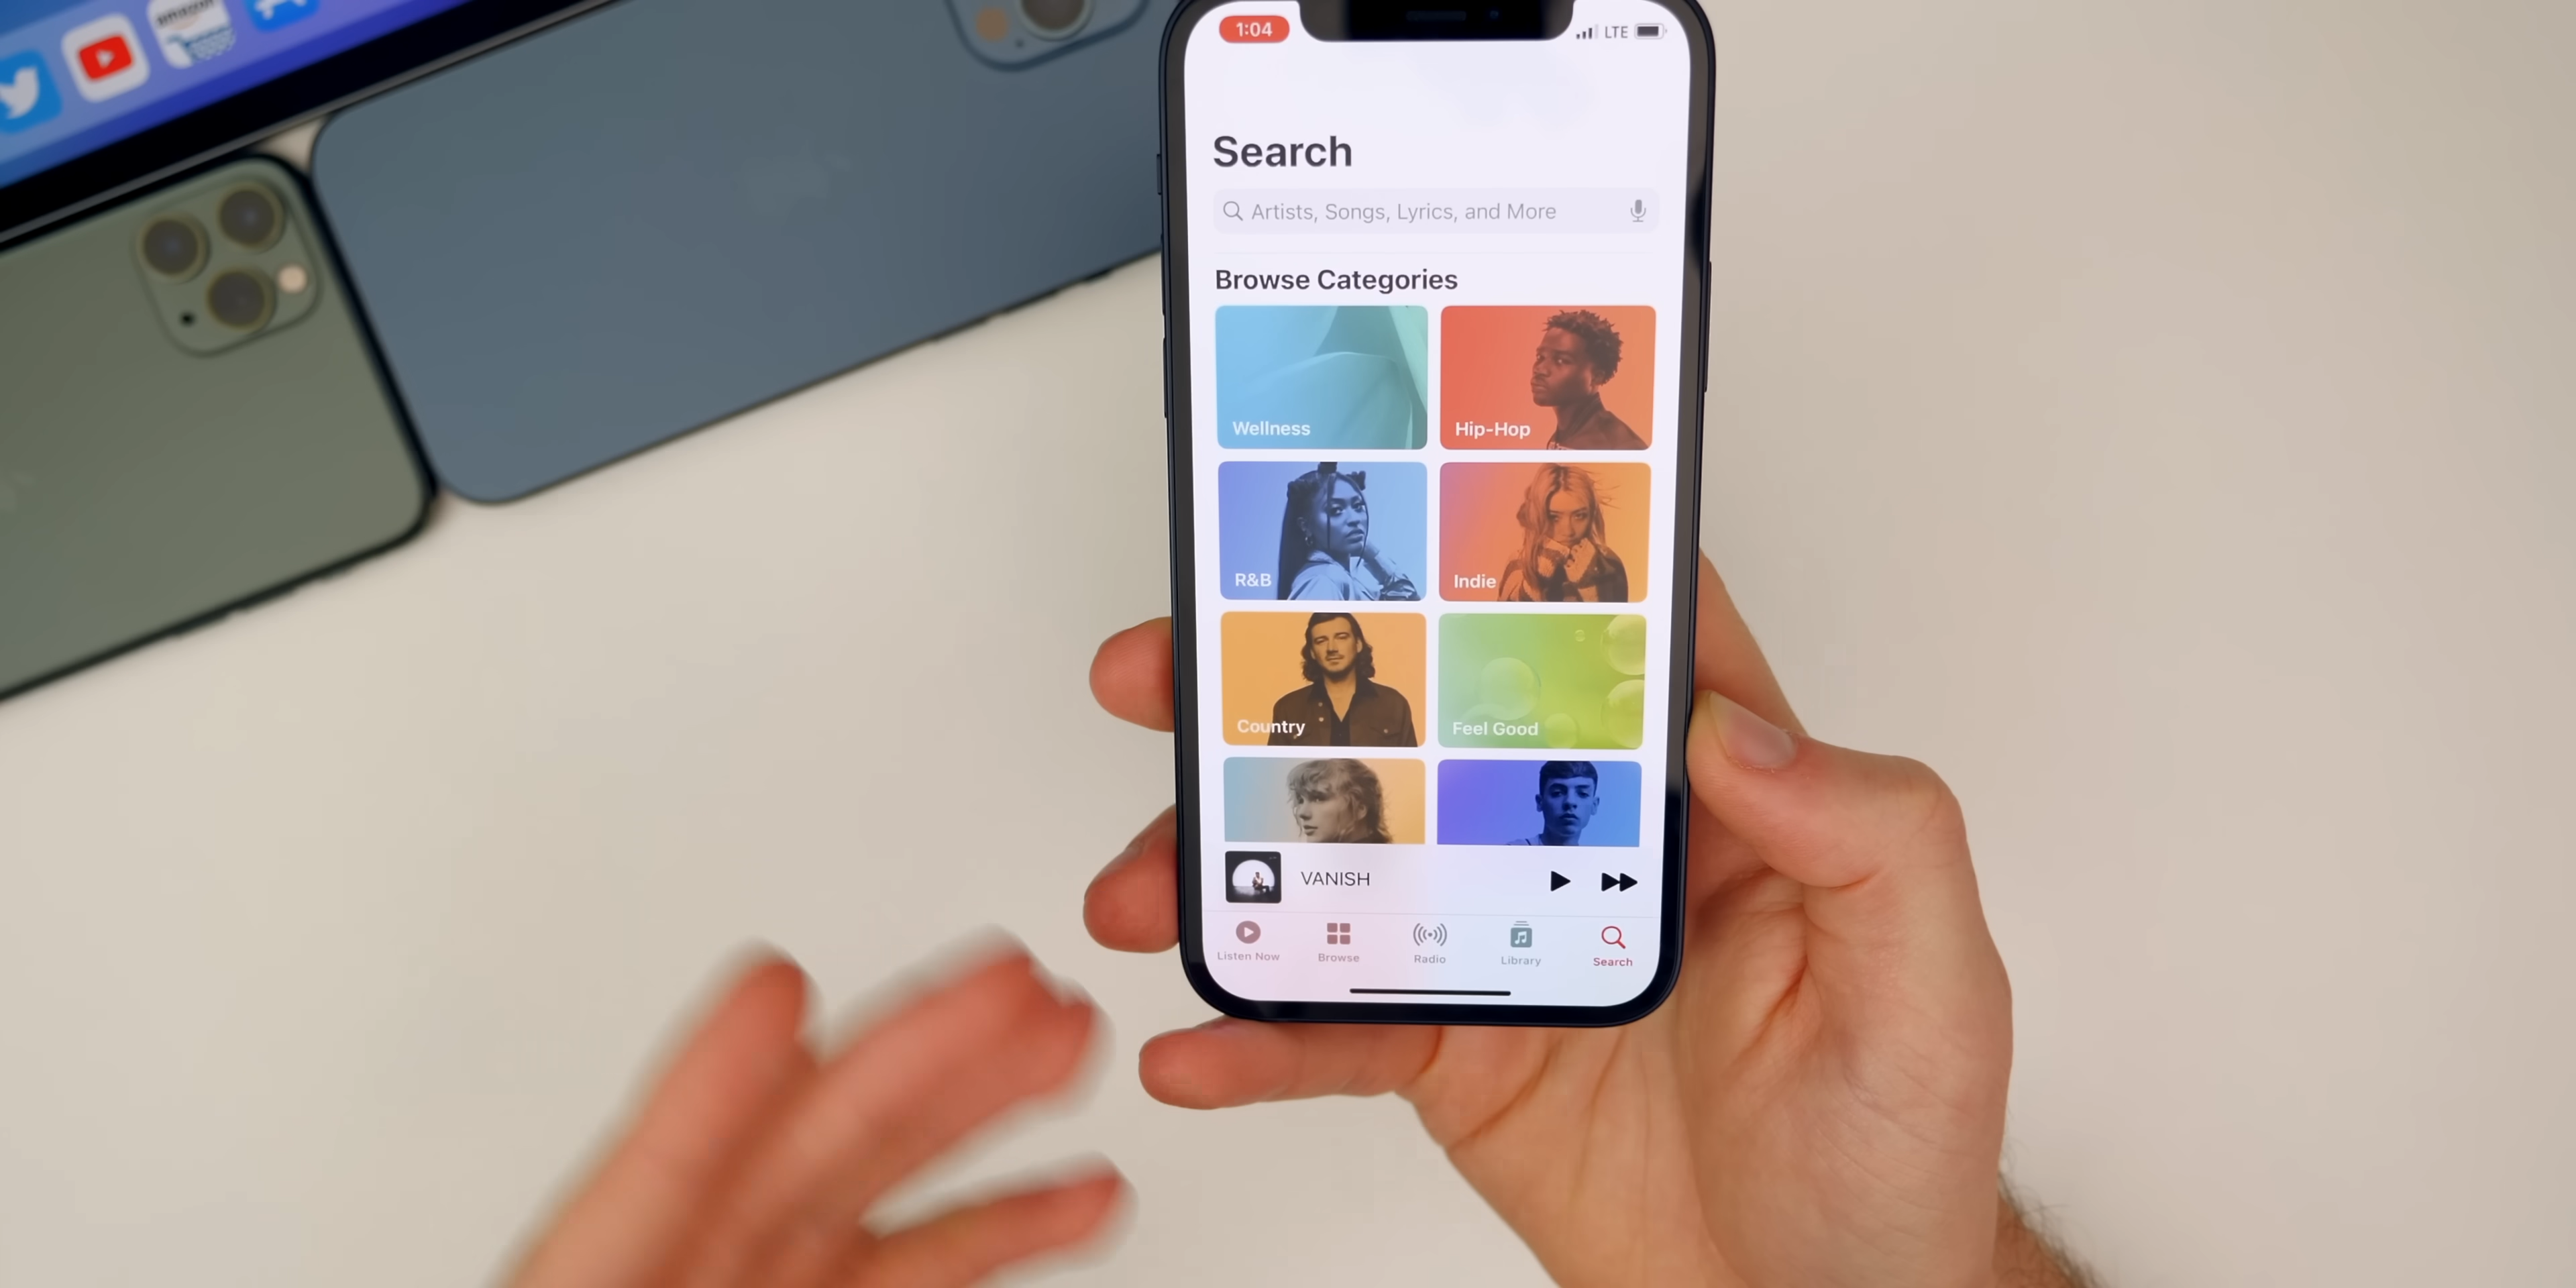 amazon
1:04
LTE
Search
Artists, Songs, Lyrics, and More
Browse Categories
Wellness
Hip-Hop
R&B
Indie
Country
Feel Good
VANISH
Listen Now
Browse
Radio
Library
Search